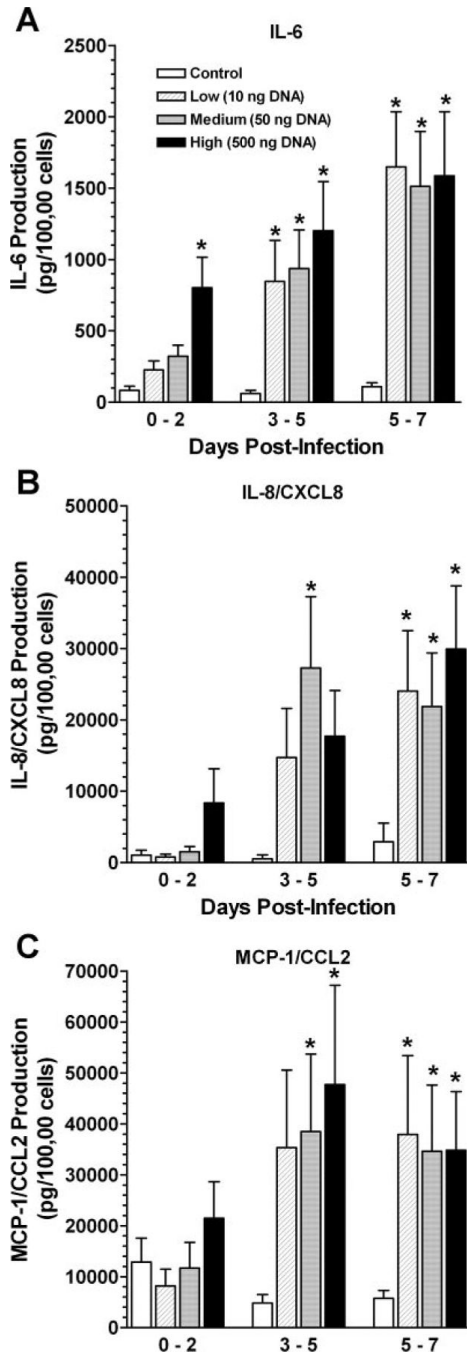 A
IL-6
2500
2000
1500
1000
500
0
IL-6 Production
(pg/100,00 cells)
Control
Low (10 ng DNA)
Medium (50 ng DNA)
High (500 ng DNA)
*
* * *
* * *
0 - 2 3 - 5 5 - 7
Days Post-Infection
B
IL-8/CXCL8
50000
40000
30000
20000
10000
0
IL-8/CXCL8 Production
(pg/100,00 cells)
*
* * *
0 - 2 3 - 5 5 - 7
Days Post-Infection
C
MCP-1/CCL2
70000
60000
50000
40000
30000
20000
10000
0
MCP-1/CCL2 Production
(pg/100,00 cells)
* *
* * *
0 - 2 3 - 5 5 - 7